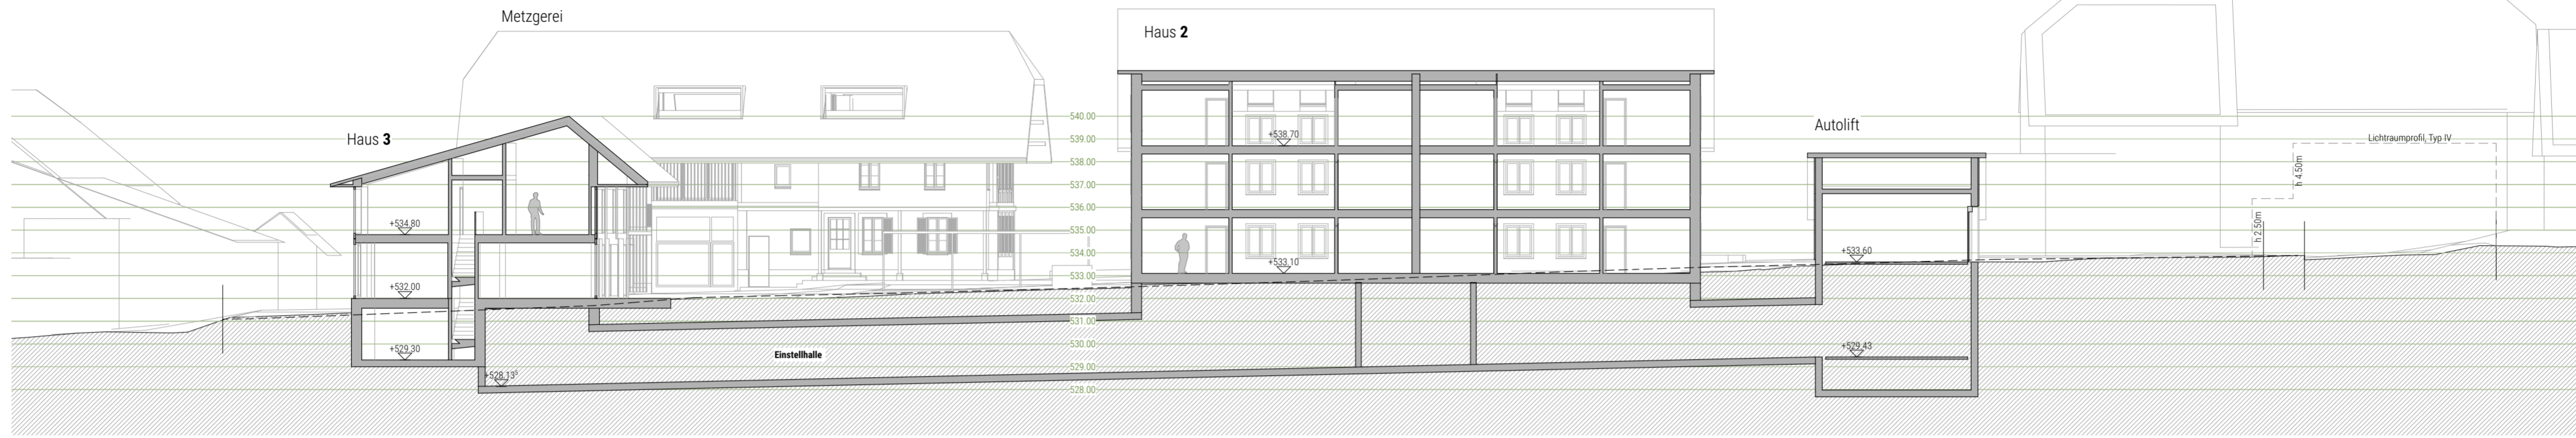 Metzgerei
Haus 2
Haus 3
Autolift
Lichtraumprofil, Typ IV
h 4.50m
h 2.50m
540.00
539.00
538.00
537.00
536.00
535.00
534.00
533.00
532.00
531.00
530.00
529.00
528.00
+534.80
+532.00
+529.30
+528.13⁵
Einstellhalle
+538.70
+533.10
+533.60
+529.43